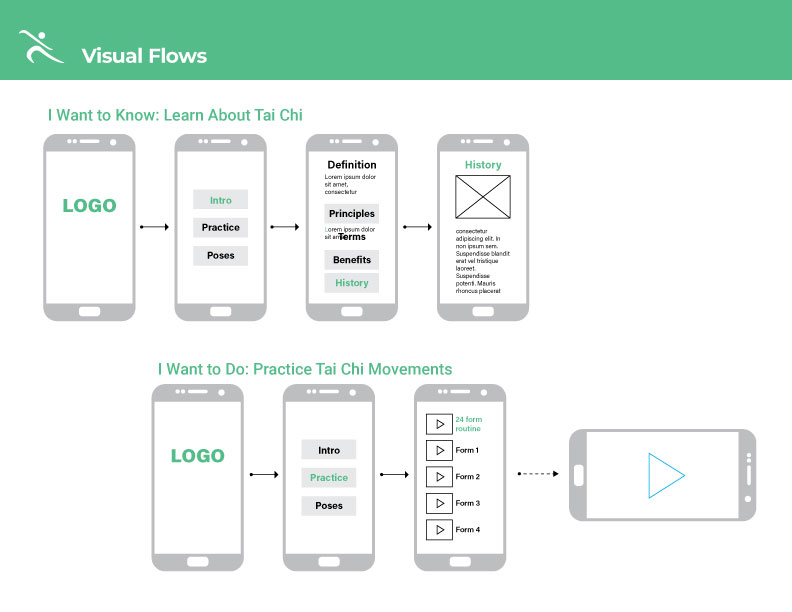 Visual Flows
I Want to Know: Learn About Tai Chi
LOGO
Intro
Practice
Poses
Definition
Lorem ipsum dolor
sit amet,
consectetur
Principles
Lorem ipsum dolor
sit amet
Terms
Benefits
History
History
consectetur
adipiscing elit. In
non ipsum sem.
Suspendisse blandit
erat vel tristique
laoreet.
Suspendisse
potenti. Mauris
rhoncus placerat
I Want to Do: Practice Tai Chi Movements
LOGO
Intro
Practice
Poses
24 form
routine
Form 1
Form 2
Form 3
Form 4